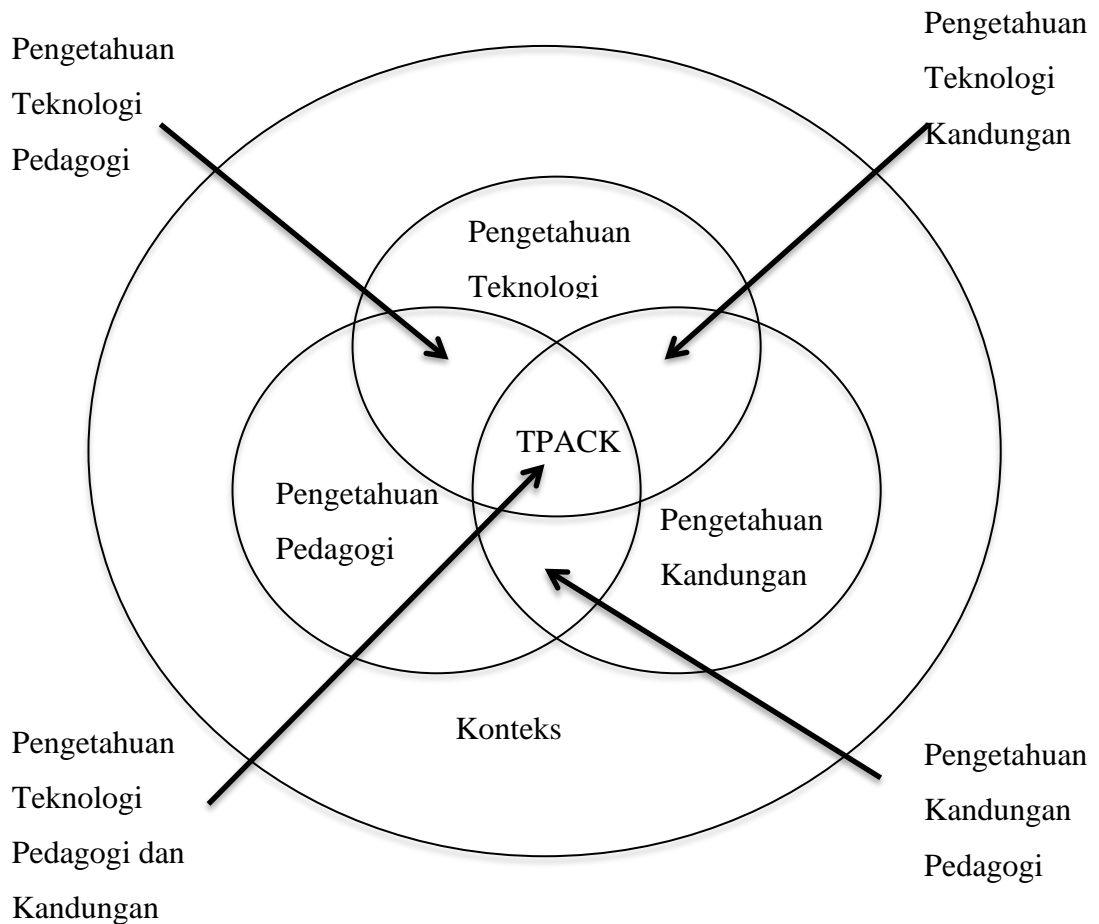 Pengetahuan
Teknologi
Pedagogi
Pengetahuan
Teknologi
Kandungan
Pengetahuan
Teknologi
TPACK
Pengetahuan
Pedagogi
Pengetahuan
Kandungan
Konteks
Pengetahuan
Teknologi
Pedagogi dan
Kandungan
Pengetahuan
Kandungan
Pedagogi